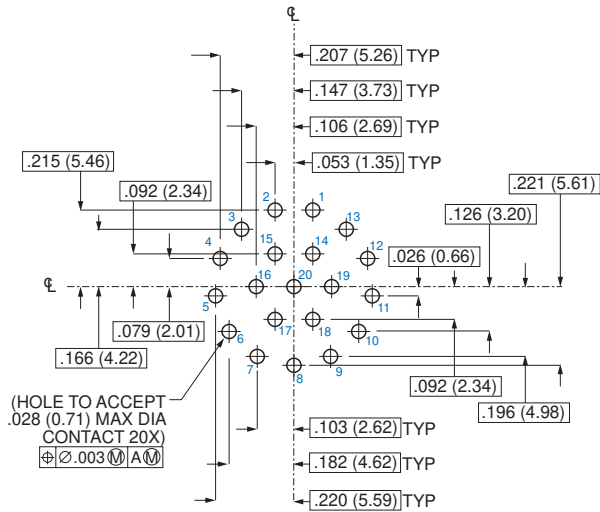 ℄
.207 (5.26) TYP
.147 (3.73) TYP
.106 (2.69) TYP
.053 (1.35) TYP
.215 (5.46)
.092 (2.34)
.221 (5.61)
.126 (3.20)
.026 (0.66)
2 1
3 13
15 14
4 12
℄
16 20 19
5 11
17 18
6 10
7 8 9
.079 (2.01)
.166 (4.22)
.092 (2.34)
.196 (4.98)
(HOLE TO ACCEPT
.028 (0.71) MAX DIA
CONTACT 20X)
⌖ ∅.003 Ⓜ A Ⓜ
.103 (2.62) TYP
.182 (4.62) TYP
.220 (5.59) TYP